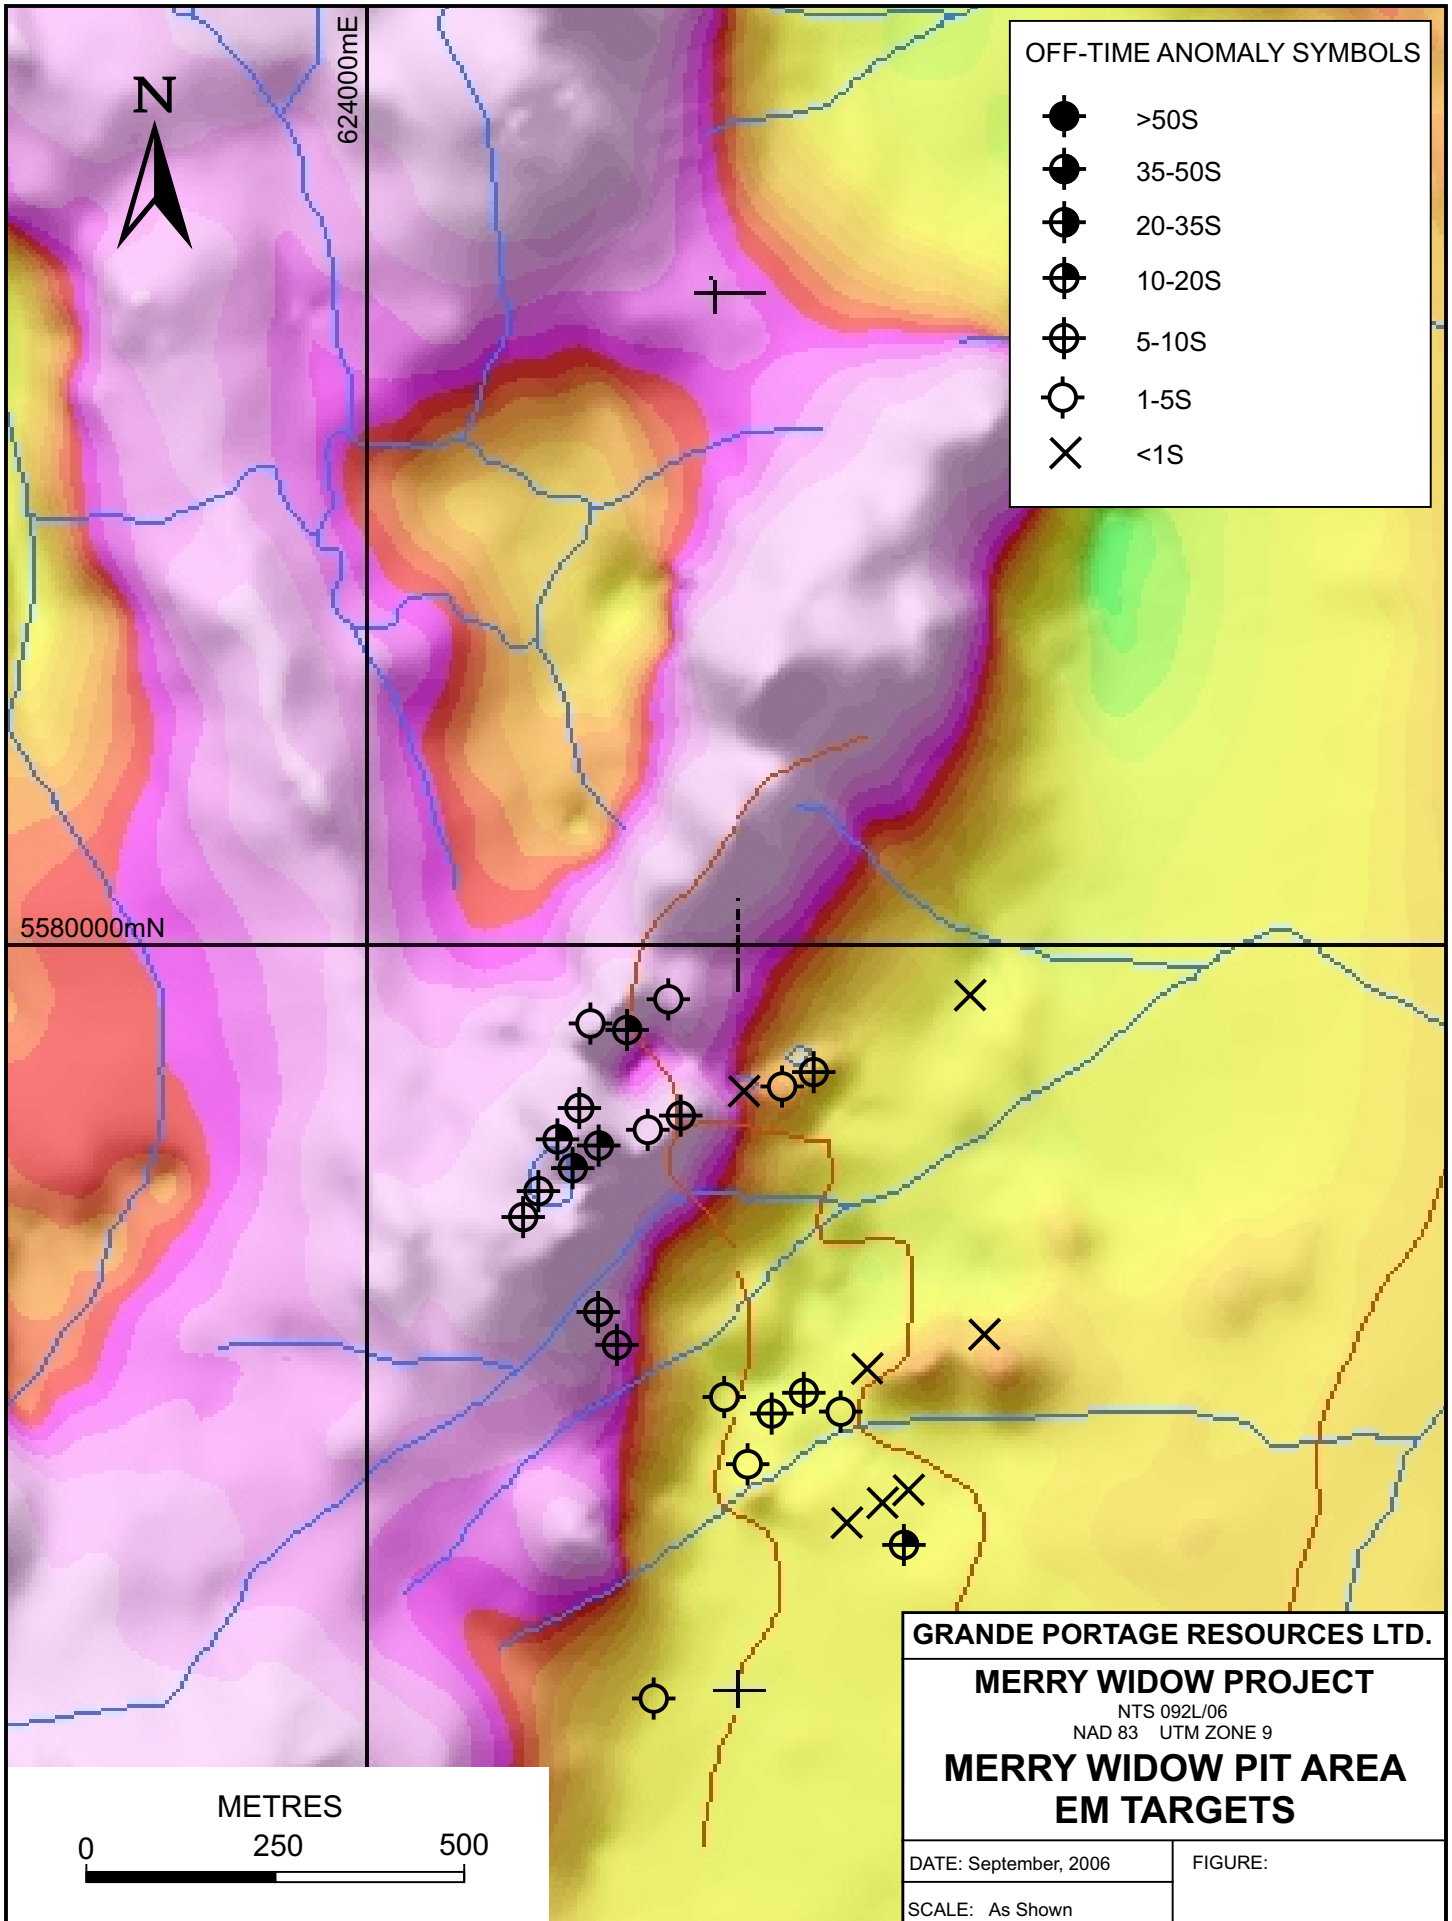 OFF-TIME ANOMALY SYMBOLS
>50S
35-50S
20-35S
10-20S
5-10S
1-5S
<1S
N
624000mE
5580000mN
METRES
0 250 500
GRANDE PORTAGE RESOURCES LTD.
MERRY WIDOW PROJECT
NTS 092L/06
NAD 83 UTM ZONE 9
MERRY WIDOW PIT AREA
EM TARGETS
DATE: September, 2006
FIGURE:
SCALE: As Shown